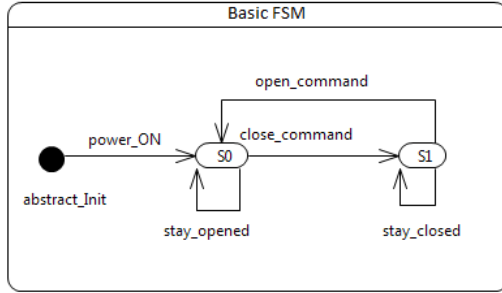 Basic FSM
open_command
power_ON
close_command
S0
S1
abstract_Init
stay_opened
stay_closed